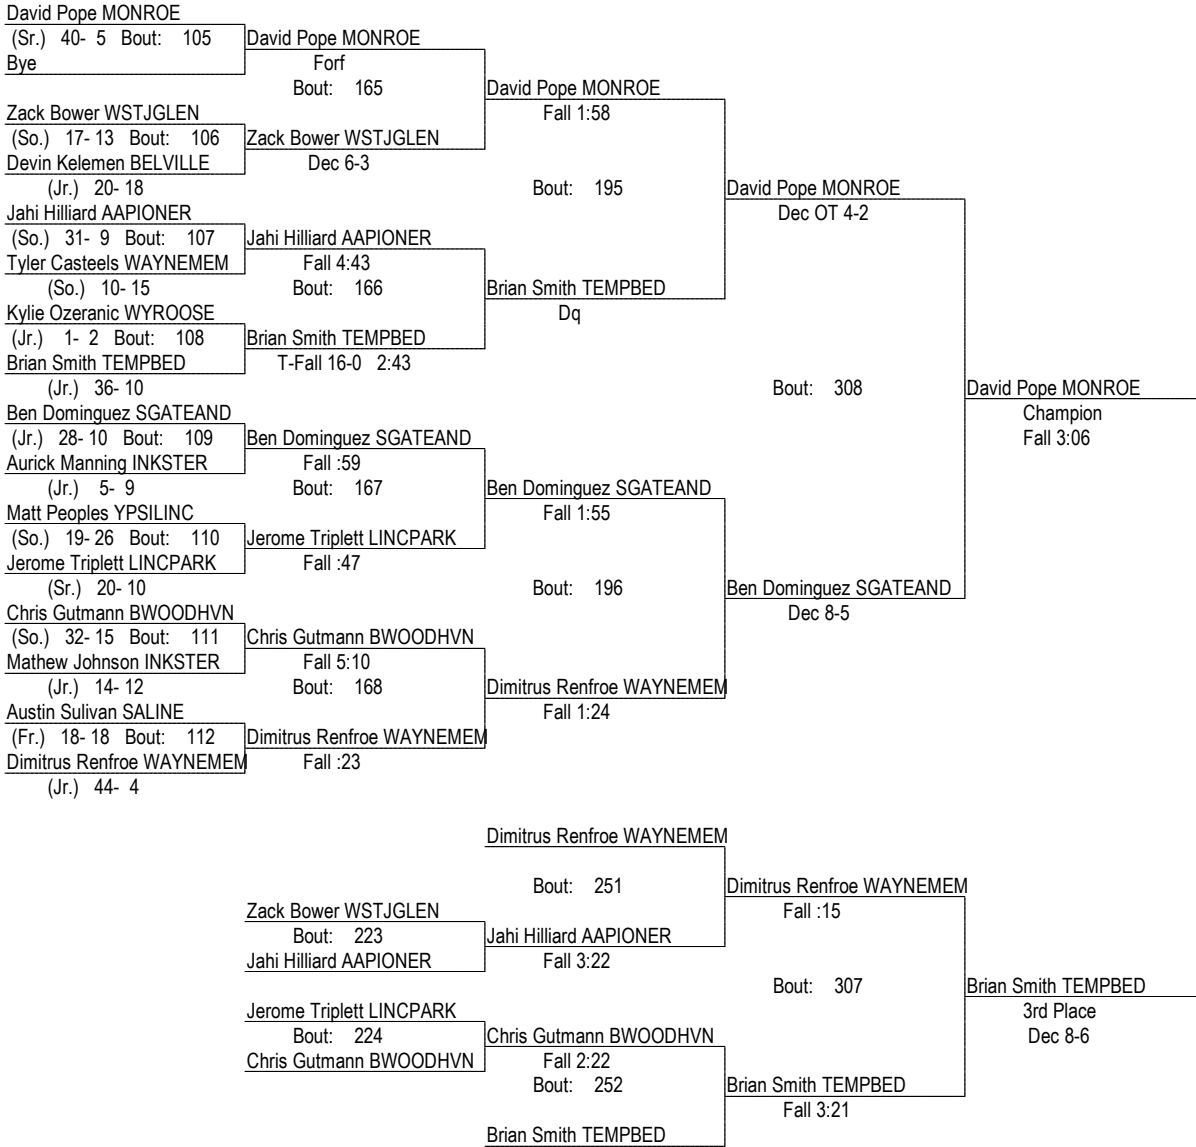 David Pope MONROE
(Sr.) 40- 5 Bout: 105 David Pope MONROE
Bye Forf
Bout: 165 David Pope MONROE
Zack Bower WSTJGLEN Fall 1:58
(So.) 17- 13 Bout: 106 Zack Bower WSTJGLEN
Devin Kelemen BELVILLE Dec 6-3
(Jr.) 20- 18 Bout: 195 David Pope MONROE
Jahi Hilliard AAPIONER Dec OT 4-2
(So.) 31- 9 Bout: 107 Jahi Hilliard AAPIONER
Tyler Casteels WAYNEMEM Fall 4:43
(So.) 10- 15 Bout: 166 Brian Smith TEMPBED
Kylie Ozeranic WYROOSE Dq
(Jr.) 1- 2 Bout: 108 Brian Smith TEMPBED
Brian Smith TEMPBED T-Fall 16-0 2:43
(Jr.) 36- 10 Bout: 308 David Pope MONROE
Ben Dominguez SGATEAND Champion
(Jr.) 28- 10 Bout: 109 Ben Dominguez SGATEAND Fall 3:06
Aurick Manning INKSTER Fall :59
(Jr.) 5- 9 Bout: 167 Ben Dominguez SGATEAND
Matt Peoples YPSILINC Fall 1:55
(So.) 19- 26 Bout: 110 Jerome Triplett LINCPARK
Jerome Triplett LINCPARK Fall :47
(Sr.) 20- 10 Bout: 196 Ben Dominguez SGATEAND
Chris Gutmann BWOODHVN Dec 8-5
(So.) 32- 15 Bout: 111 Chris Gutmann BWOODHVN
Mathew Johnson INKSTER Fall 5:10
(Jr.) 14- 12 Bout: 168 Dimitrus Renfroe WAYNEMEM
Austin Sulivan SALINE Fall 1:24
(Fr.) 18- 18 Bout: 112 Dimitrus Renfroe WAYNEMEM
Dimitrus Renfroe WAYNEMEM Fall :23
(Jr.) 44- 4
Dimitrus Renfroe WAYNEMEM
Bout: 251 Dimitrus Renfroe WAYNEMEM
Zack Bower WSTJGLEN Fall :15
Bout: 223 Jahi Hilliard AAPIONER
Jahi Hilliard AAPIONER Fall 3:22
Bout: 307 Brian Smith TEMPBED
Jerome Triplett LINCPARK 3rd Place
Bout: 224 Chris Gutmann BWOODHVN Dec 8-6
Chris Gutmann BWOODHVN Fall 2:22
Bout: 252 Brian Smith TEMPBED
Fall 3:21
Brian Smith TEMPBED